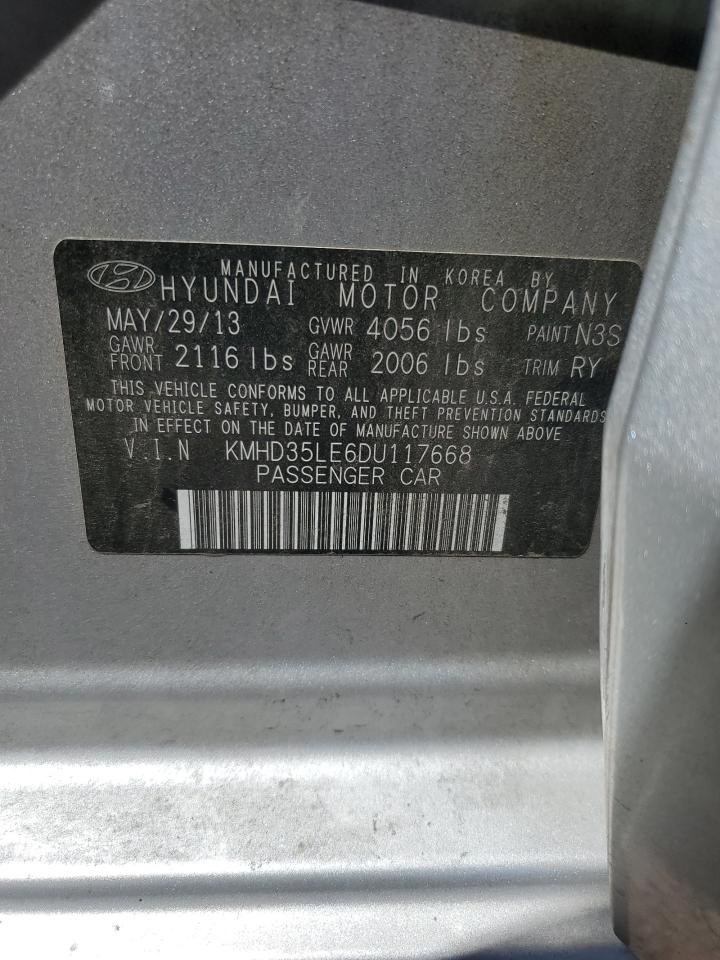 MANUFACTURED IN KOREA BY
HYUNDAI MOTOR COMPANY
MAY/29/13 GVWR 4056 lbs PAINT N3S
GAWR FRONT 2116 lbs GAWR REAR 2006 lbs TRIM RY
THIS VEHICLE CONFORMS TO ALL APPLICABLE U.S.A. FEDERAL
MOTOR VEHICLE SAFETY, BUMPER, AND THEFT PREVENTION STANDARDS
IN EFFECT ON THE DATE OF MANUFACTURE SHOWN ABOVE
V.I.N KMHD35LE6DU117668
PASSENGER CAR